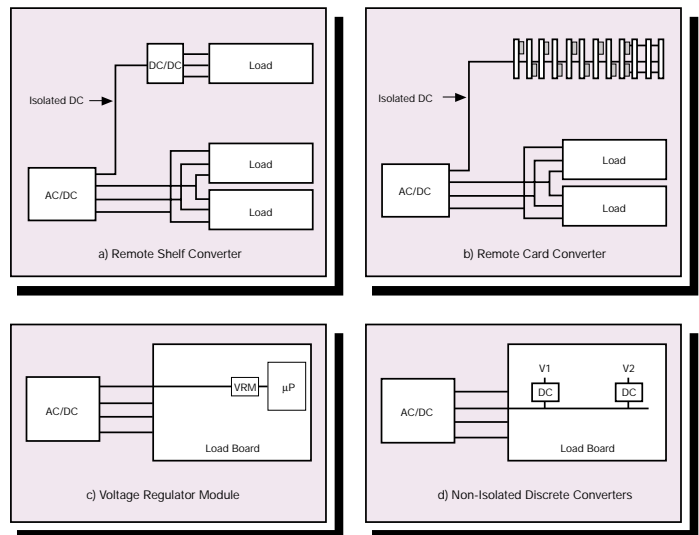 DC/DC
Load
Isolated DC
Load
AC/DC
Load
a) Remote Shelf Converter
Isolated DC
Load
AC/DC
Load
b) Remote Card Converter
VRM
µP
AC/DC
Load Board
c) Voltage Regulator Module
V1
V2
DC
DC
AC/DC
Load Board
d) Non-Isolated Discrete Converters